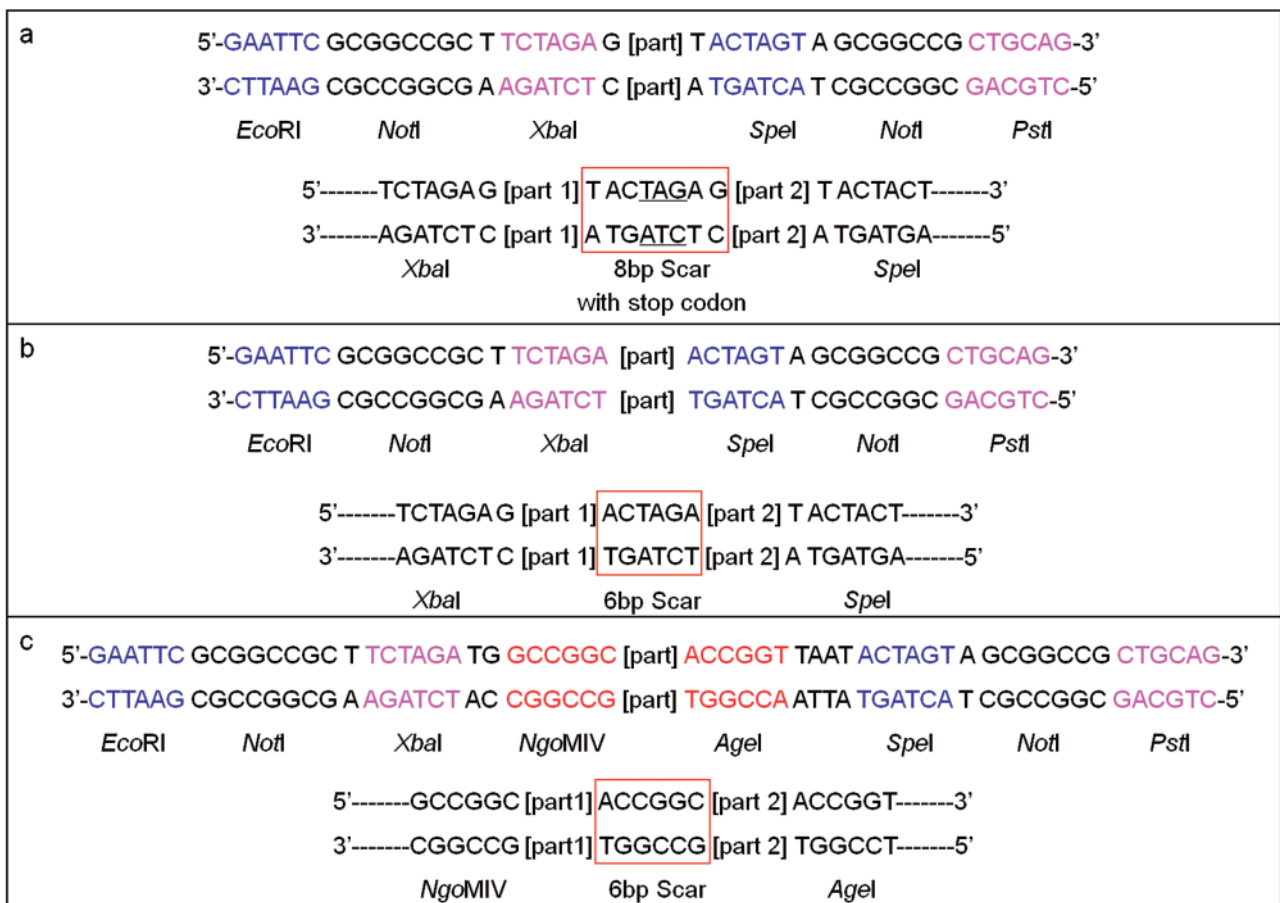 a
5'-GAATTC GCGGCCGC T TCTAGA G [part] T ACTAGT A GCGGCCG CTGCAG-3'
3'-CTTAAG CGCCGGCG A AGATCT C [part] A TGATCA T CGCCGGC GACGTC-5'
EcoRI NotI XbaI SpeI NotI PstI
5'-------TCTAGA G [part 1] T ACTAGA G [part 2] T ACTACT-------3'
3'-------AGATCT C [part 1] A TGATCT C [part 2] A TGATGA-------5'
XbaI 8bp Scar SpeI
with stop codon
b
5'-GAATTC GCGGCCGC T TCTAGA [part] ACTAGT A GCGGCCG CTGCAG-3'
3'-CTTAAG CGCCGGCG A AGATCT [part] TGATCA T CGCCGGC GACGTC-5'
EcoRI NotI XbaI SpeI NotI PstI
5'-------TCTAGA G [part 1] ACTAGA [part 2] T ACTACT-------3'
3'-------AGATCT C [part 1] TGATCT [part 2] A TGATGA-------5'
XbaI 6bp Scar SpeI
c
5'-GAATTC GCGGCCGC T TCTAGA TG GCCGGC [part] ACCGGT TAAT ACTAGT A GCGGCCG CTGCAG-3'
3'-CTTAAG CGCCGGCG A AGATCT AC CGGCCG [part] TGGCCA ATTA TGATCA T CGCCGGC GACGTC-5'
EcoRI NotI XbaI NgoMIV AgeI SpeI NotI PstI
5'-------GCCGGC [part1] ACCGGC [part 2] ACCGGT-------3'
3'-------CGGCCG [part1] TGGCCG [part 2] TGGCCT-------5'
NgoMIV 6bp Scar AgeI